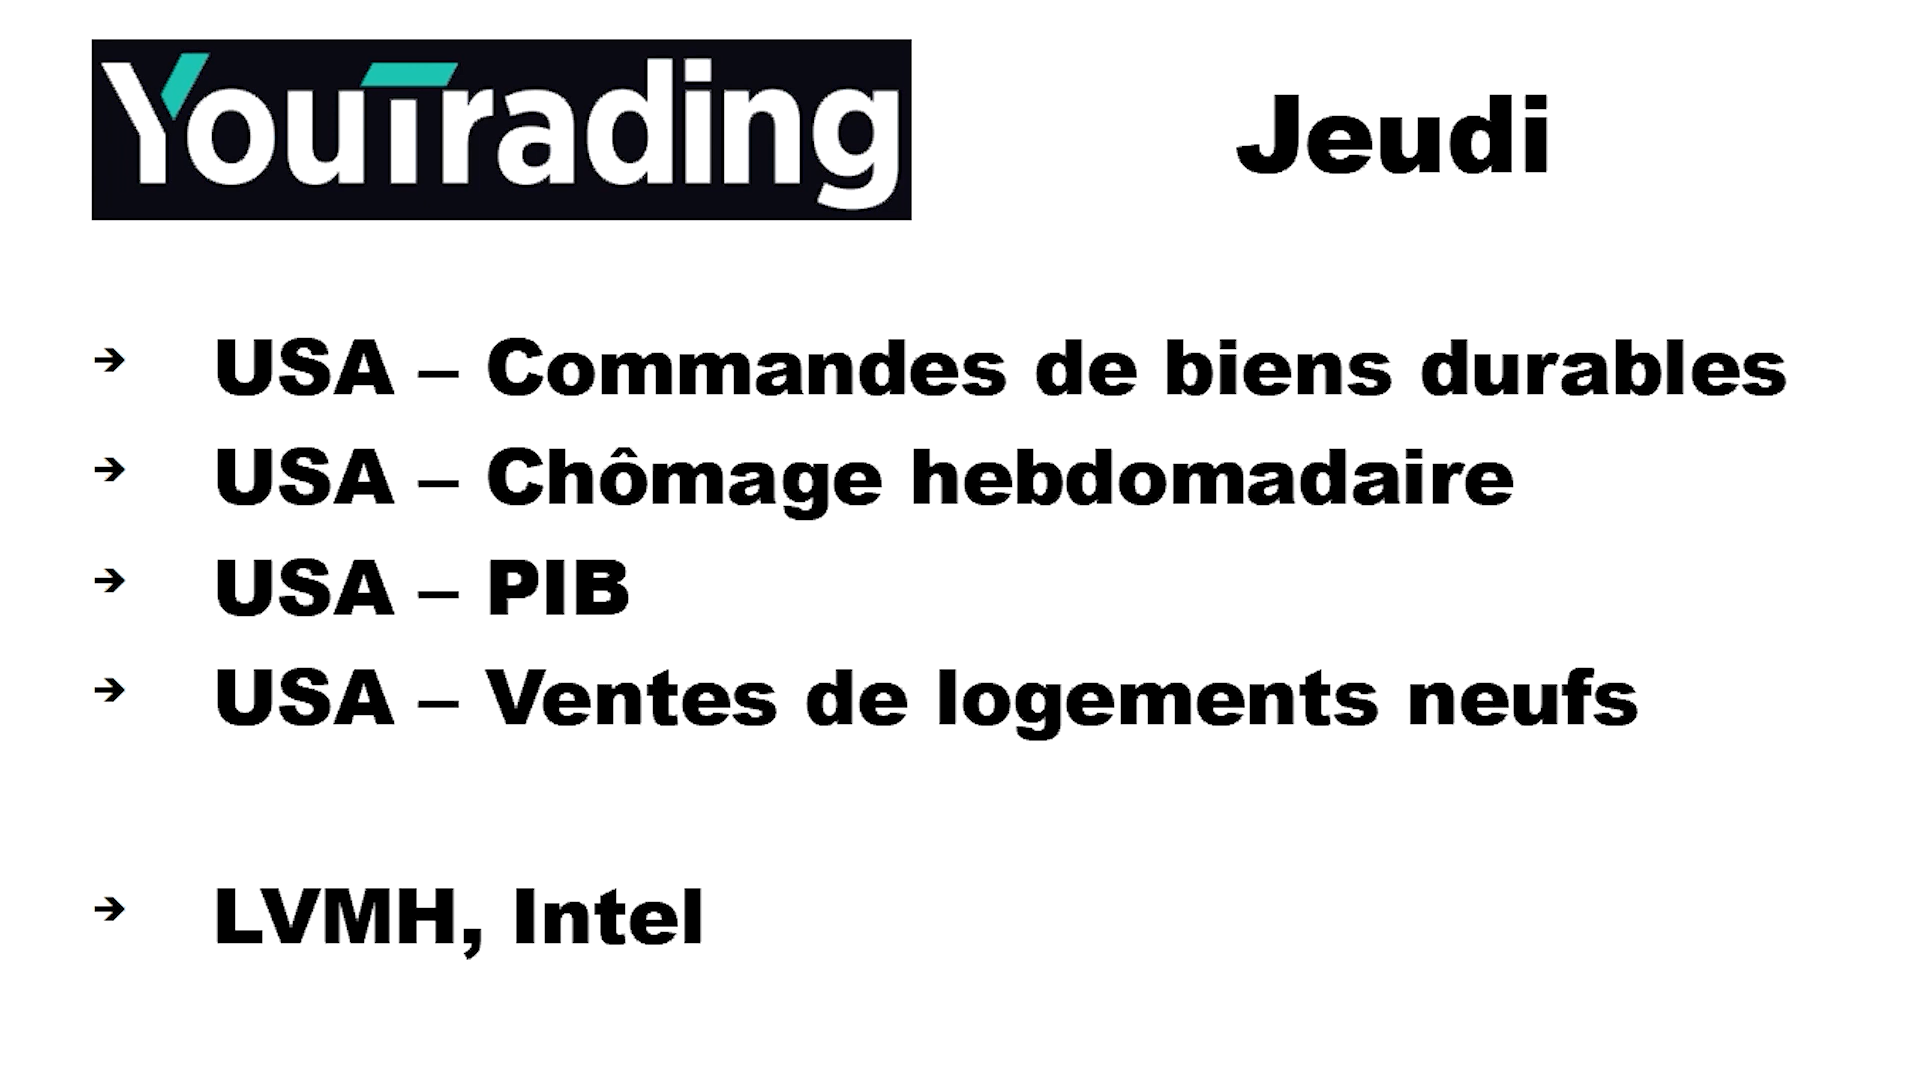 YouTrading
Jeudi
→ USA – Commandes de biens durables
→ USA – Chômage hebdomadaire
→ USA – PIB
→ USA – Ventes de logements neufs
→ LVMH, Intel